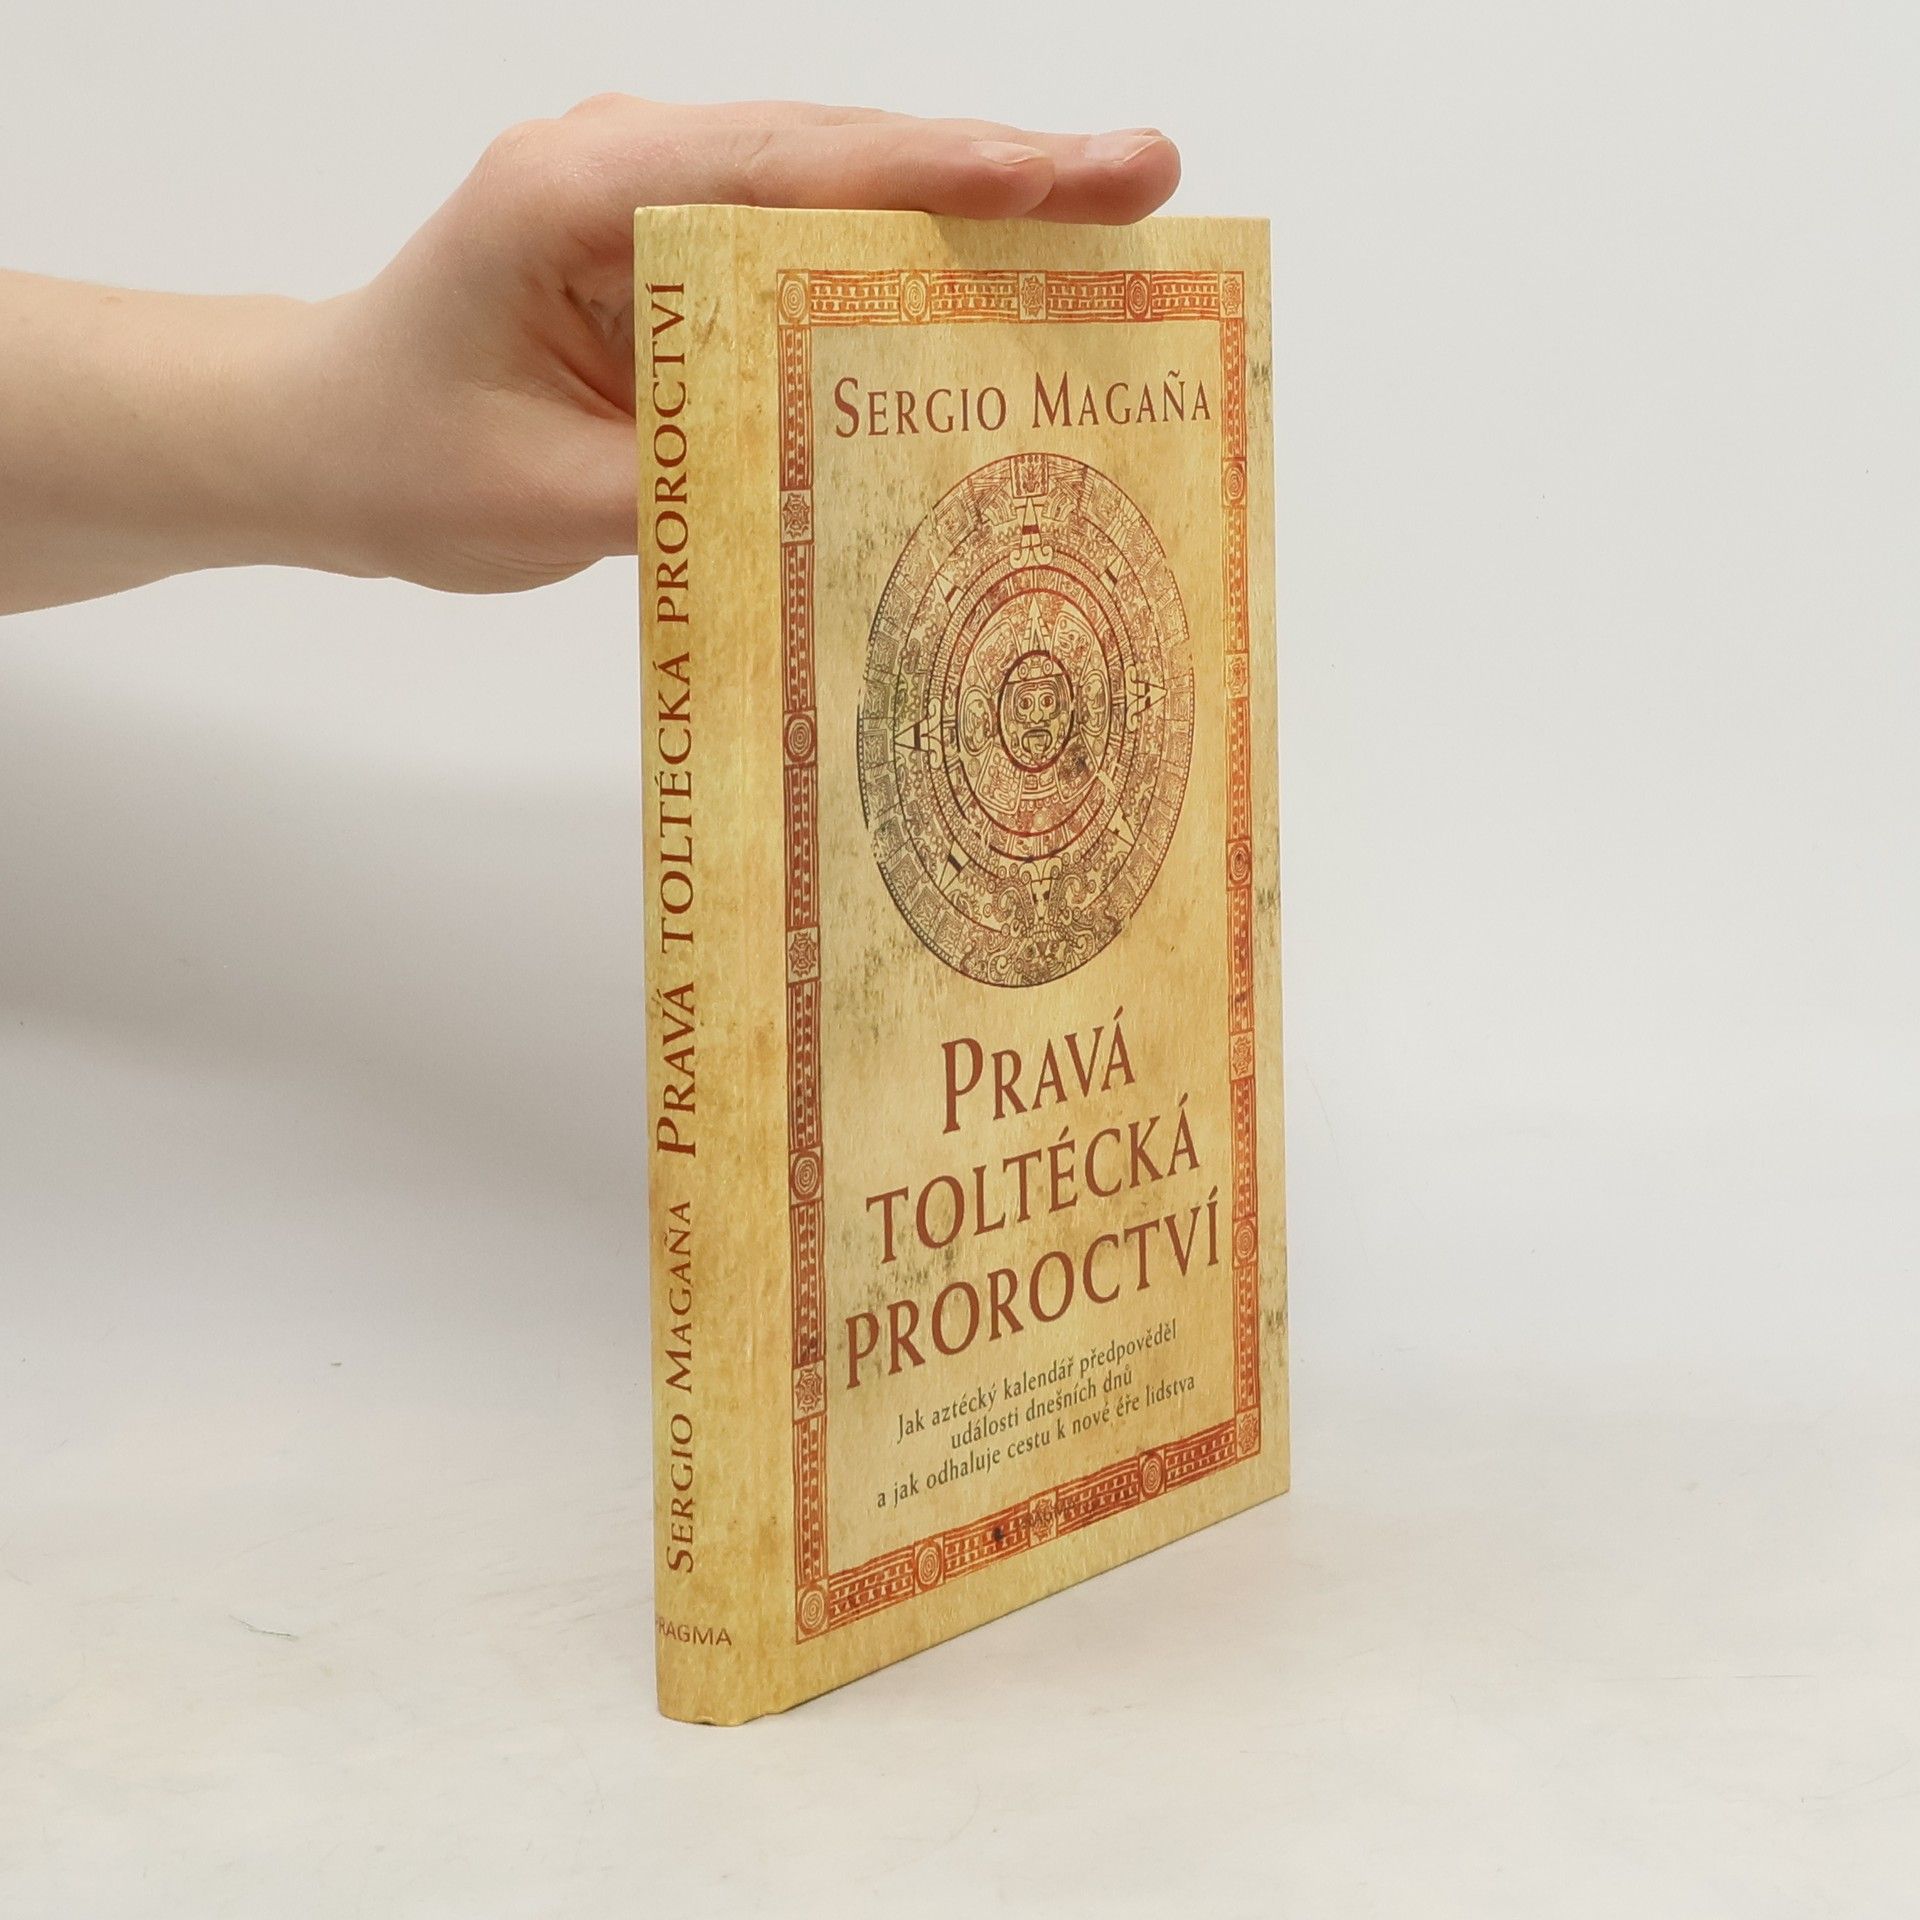 SERGIO MAGAÑA PRAVÁ TOLTÉCKÁ PROROCTVÍ
PRAGMA
SERGIO MAGAÑA
PRAVÁ
TOLTÉCKÁ
PROROCTVÍ
Jak aztécký kalendář předpověděl
události dnešních dnů
a jak odhaluje cestu k nové éře lidstva
PRAGMA